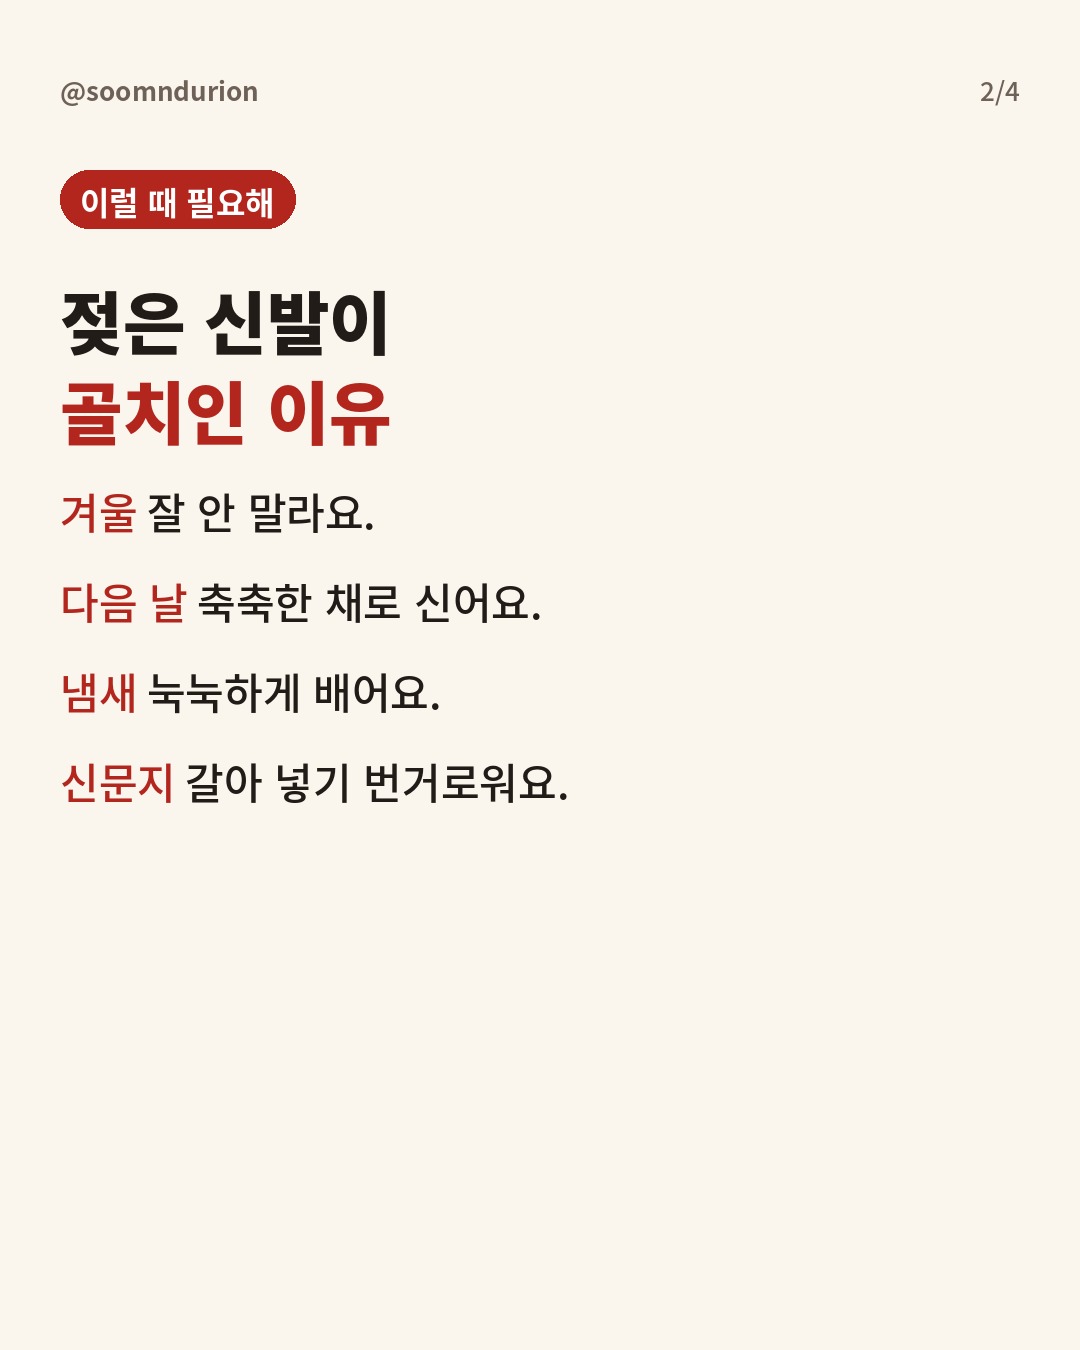 @soomndurion
2/4
이럴 때 필요해
젖은 신발이
골치인 이유
겨울 잘 안 말라요.
다음 날 축축한 채로 신어요.
냄새 눅눅하게 배어요.
신문지 갈아 넣기 번거로워요.